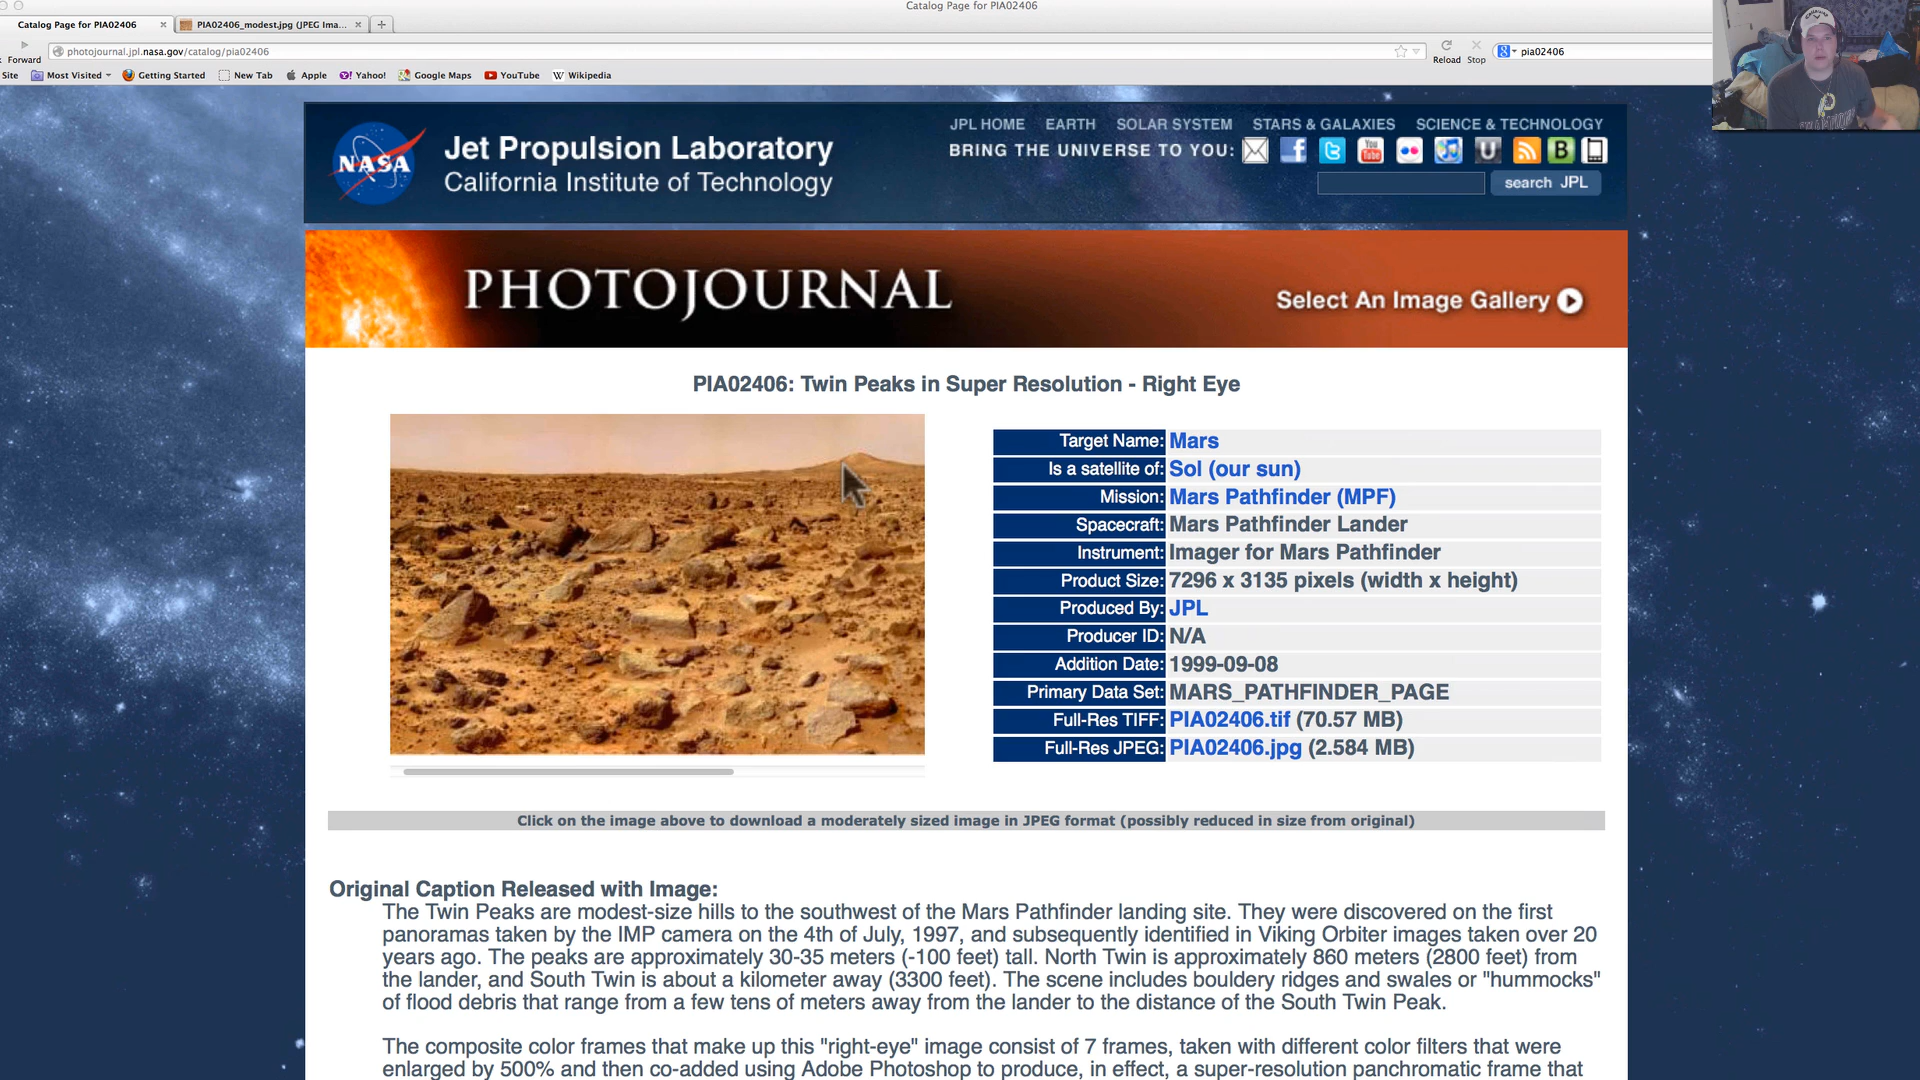 Catalog Page for PIA02406
Catalog Page for PIA02406
PIA02406_modest.jpg (JPEG Ima...
Forward
photojournal.jpl.nasa.gov/catalog/pia02406
Reload
Stop
pia02406
Site
Most Visited
Getting Started
New Tab
Apple
Yahoo!
Google Maps
YouTube
Wikipedia
NASA
Jet Propulsion Laboratory
California Institute of Technology
JPL HOME EARTH SOLAR SYSTEM STARS & GALAXIES SCIENCE & TECHNOLOGY
BRING THE UNIVERSE TO YOU:
search JPL
PHOTOJOURNAL
Select An Image Gallery
PIA02406: Twin Peaks in Super Resolution - Right Eye
Target Name: Mars
Is a satellite of: Sol (our sun)
Mission: Mars Pathfinder (MPF)
Spacecraft: Mars Pathfinder Lander
Instrument: Imager for Mars Pathfinder
Product Size: 7296 x 3135 pixels (width x height)
Produced By: JPL
Producer ID: N/A
Addition Date: 1999-09-08
Primary Data Set: MARS_PATHFINDER_PAGE
Full-Res TIFF: PIA02406.tif (70.57 MB)
Full-Res JPEG: PIA02406.jpg (2.584 MB)
Click on the image above to download a moderately sized image in JPEG format (possibly reduced in size from original)
Original Caption Released with Image:
The Twin Peaks are modest-size hills to the southwest of the Mars Pathfinder landing site. They were discovered on the first
panoramas taken by the IMP camera on the 4th of July, 1997, and subsequently identified in Viking Orbiter images taken over 20
years ago. The peaks are approximately 30-35 meters (-100 feet) tall. North Twin is approximately 860 meters (2800 feet) from
the lander, and South Twin is about a kilometer away (3300 feet). The scene includes bouldery ridges and swales or "hummocks"
of flood debris that range from a few tens of meters away from the lander to the distance of the South Twin Peak.
The composite color frames that make up this "right-eye" image consist of 7 frames, taken with different color filters that were
enlarged by 500% and then co-added using Adobe Photoshop to produce, in effect, a super-resolution panchromatic frame that